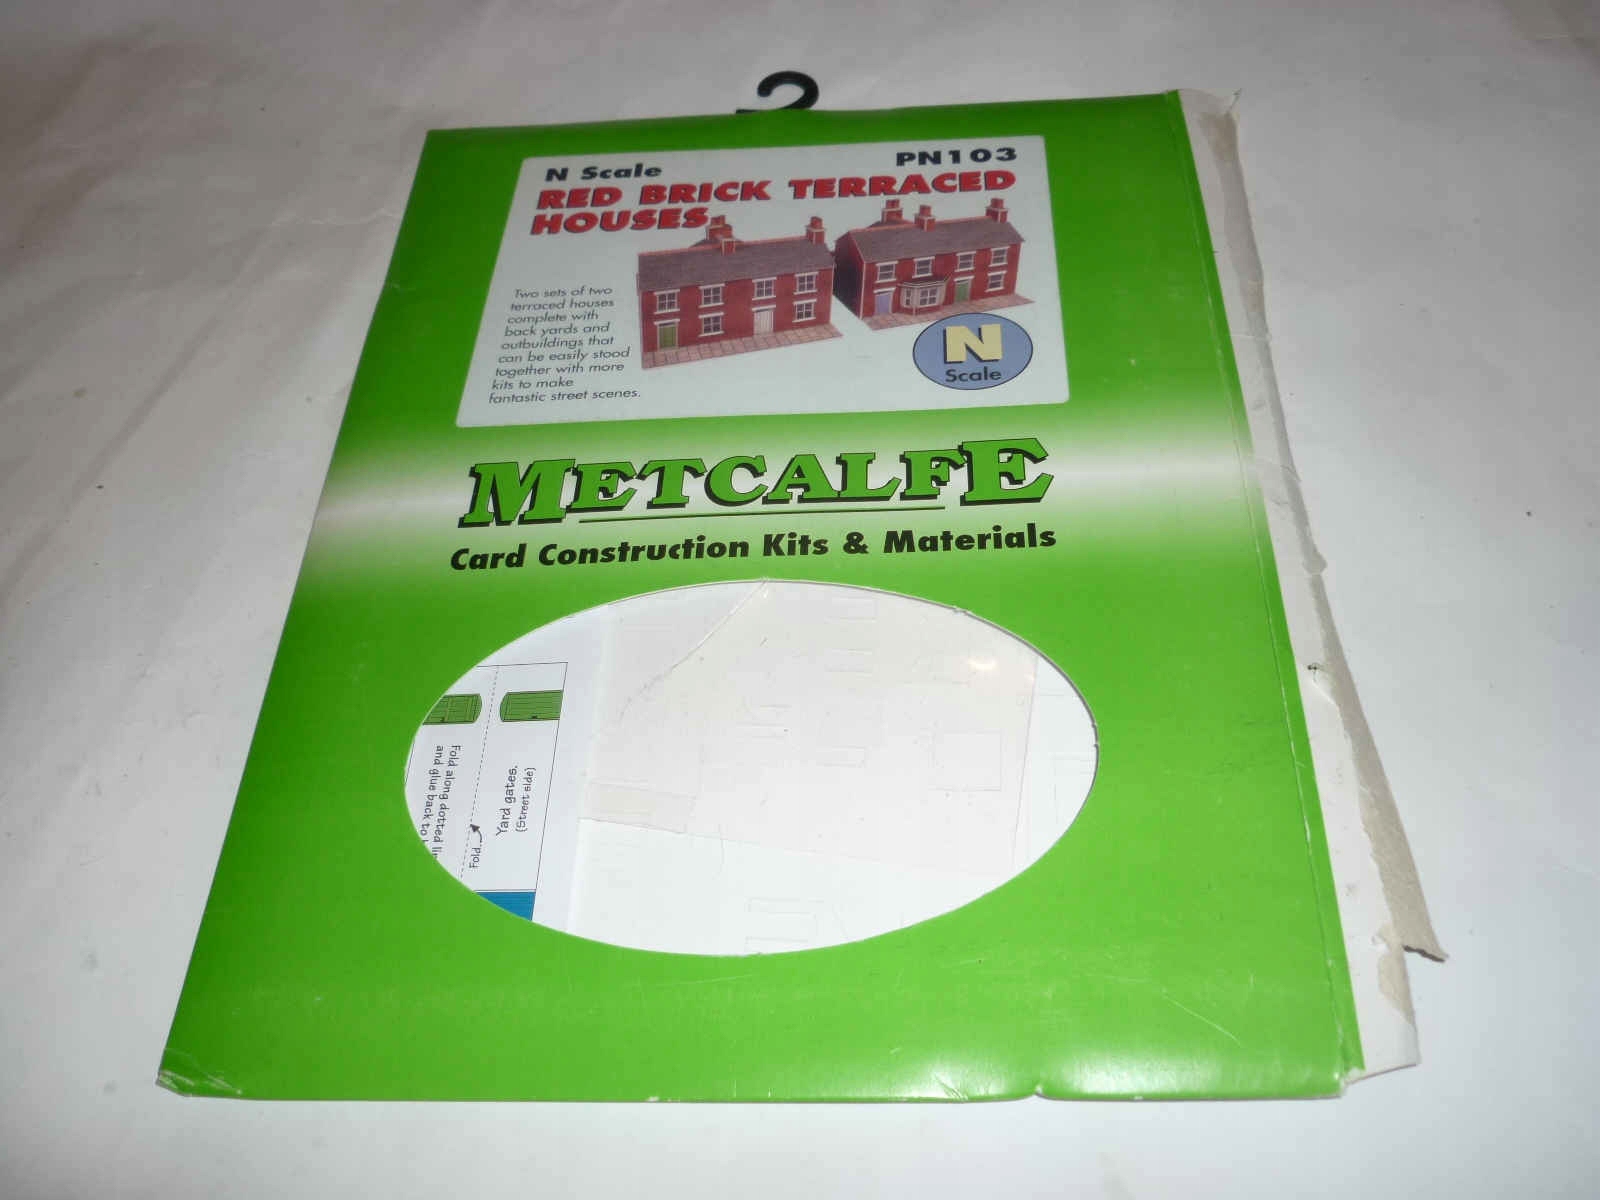 N Scale
PN103
RED BRICK TERRACED
HOUSES
Two sets of two
terraced houses
complete with
back yards and
outbuildings that
can be easily stood
together with more
kits to make
fantastic street scenes.
N
Scale
METCALFE
Card Construction Kits & Materials
Fold along dotted
and glue back to
Fold.
Yard gates.
(Street side)